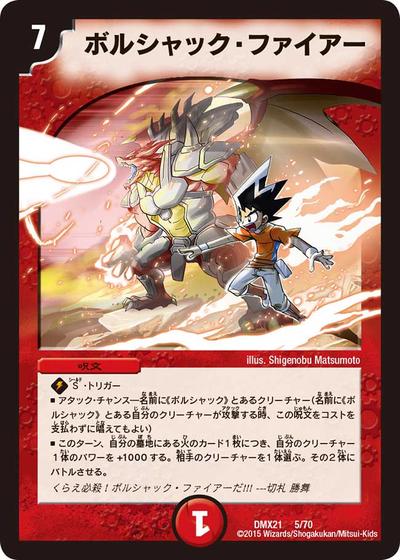 7
ボルシャック・ファイアー
illus. Shigenobu Matsumoto
呪文
S・トリガー
■アタック・チャンス―名前に《ボルシャック》とあるクリーチャー(名前に《ボ
ルシャック》とある自分のクリーチャーが攻撃する時、この呪文をコストを
支払わずに唱えてもよい)
■このターン、自分の墓地にある火のカード1枚につき、自分のクリーチャー
1体のパワーを+1000する。相手のクリーチャーを1体選ぶ。その2体に
バトルさせる。
くらえ必殺!ボルシャック・ファイアーだ!!! ---切札 勝舞
1
DMX21 5/70
©2015 Wizards/Shogakukan/Mitsui-Kids